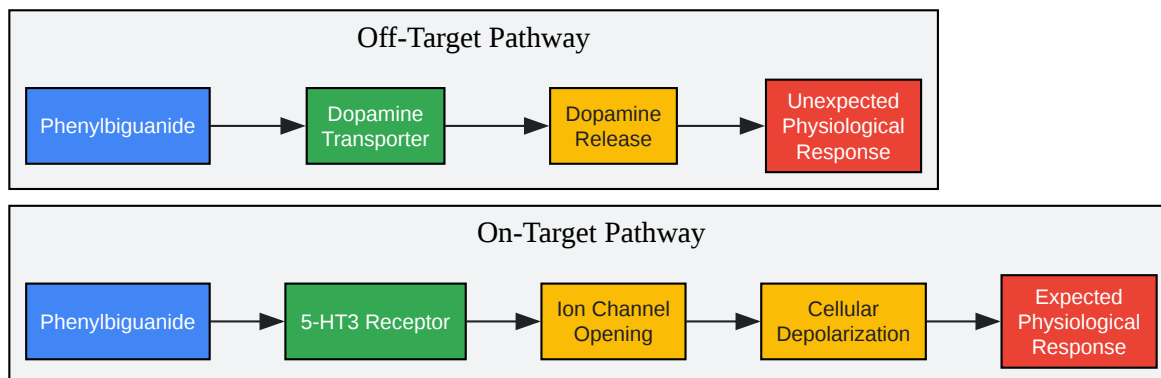 Off-Target Pathway
Phenylbiguanide
Dopamine
Transporter
Dopamine
Release
Unexpected
Physiological
Response
On-Target Pathway
Phenylbiguanide
5-HT3 Receptor
Ion Channel
Opening
Cellular
Depolarization
Expected
Physiological
Response